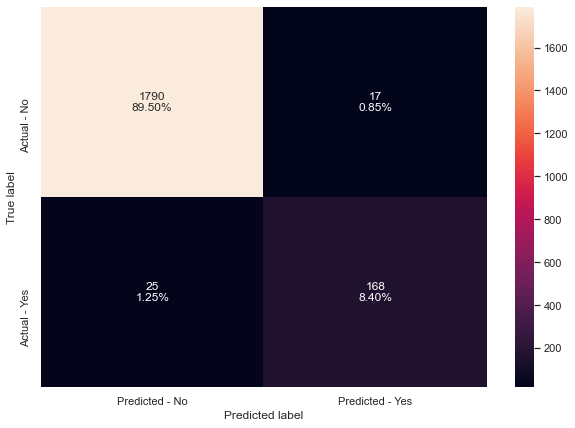 1790
89.50%
17
0.85%
25
1.25%
168
8.40%
Actual - No
Actual - Yes
True label
Predicted - No
Predicted - Yes
Predicted label
1600
1400
1200
1000
800
600
400
200